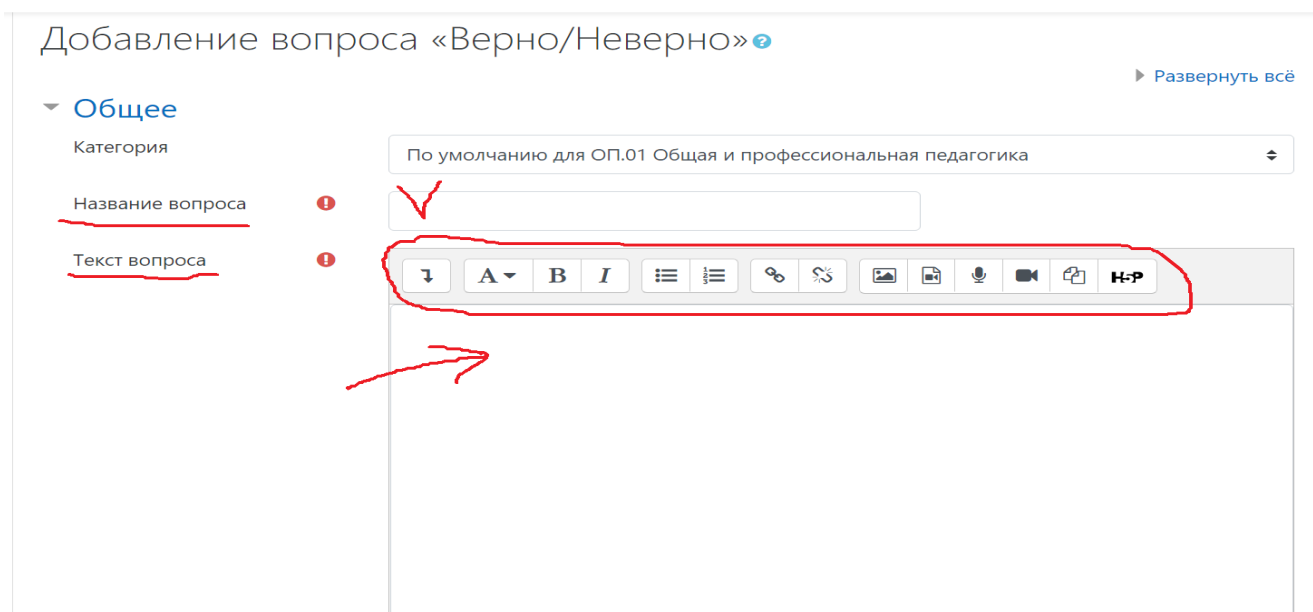 Добавление вопроса «Верно/Неверно»
Развернуть всё
Общее
Категория
По умолчанию для ОП.01 Общая и профессиональная педагогика
Название вопроса
Текст вопроса
A B I H5P